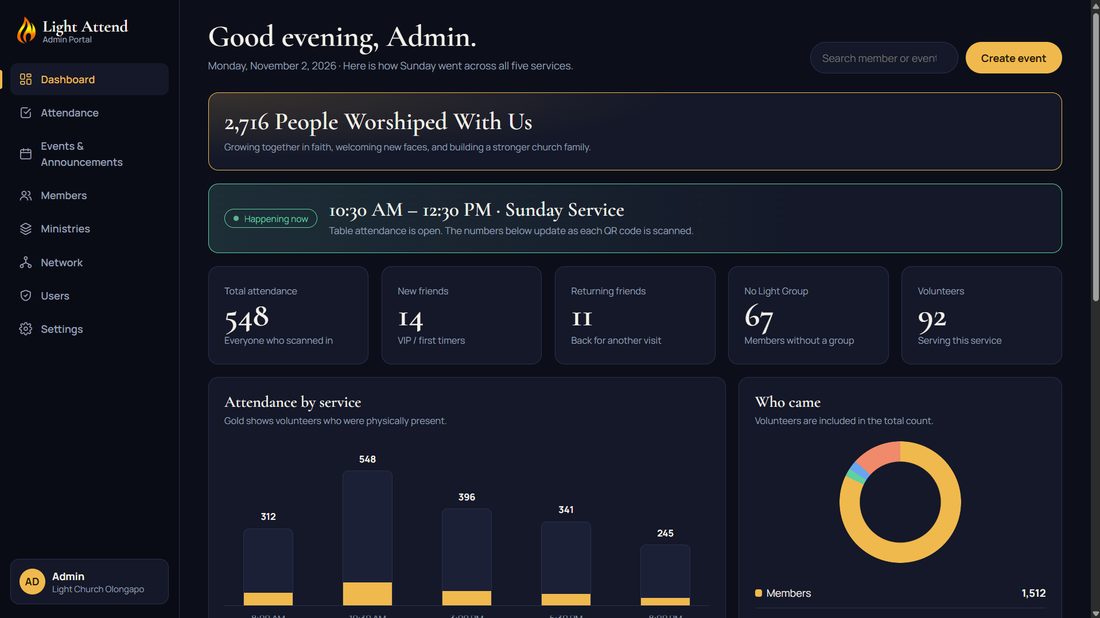 Light Attend
Admin Portal
Dashboard
Attendance
Events &
Announcements
Members
Ministries
Network
Users
Settings
AD
Admin
Light Church Olongapo
Good evening, Admin.
Monday, November 2, 2026 · Here is how Sunday went across all five services.
Search member or event
Create event
2,716 People Worshiped With Us
Growing together in faith, welcoming new faces, and building a stronger church family.
Happening now
10:30 AM – 12:30 PM · Sunday Service
Table attendance is open. The numbers below update as each QR code is scanned.
Total attendance
548
Everyone who scanned in
New friends
14
VIP / first timers
Returning friends
11
Back for another visit
No Light Group
67
Members without a group
Volunteers
92
Serving this service
Attendance by service
Gold shows volunteers who were physically present.
312
548
396
341
245
Who came
Volunteers are included in the total count.
Members
1,512